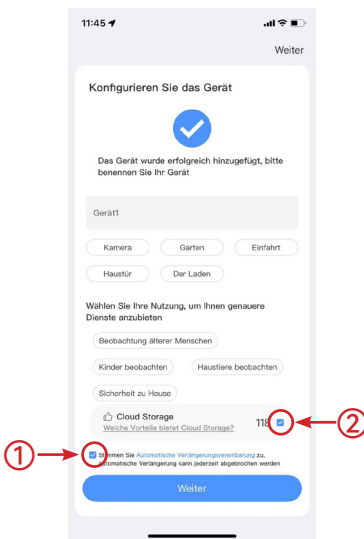 11:45
Weiter
Konfigurieren Sie das Gerät
Das Gerät wurde erfolgreich hinzugefügt, bitte
benennen Sie Ihr Gerät
Gerät1
Kamera Garten Einfahrt
Haustür Der Laden
Wählen Sie Ihre Nutzung, um Ihnen genauere
Dienste anzubieten
Beobachtung älterer Menschen
Kinder beobachten Haustiere beobachten
Sicherheit zu Hause
Cloud Storage
Welche Vorteile bietet Cloud Storage?
118
2
1
Stimmen Sie Automatische Verlängerungsvereinbarung zu,
automatische Verlängerung kann jederzeit abgebrochen werden
Weiter